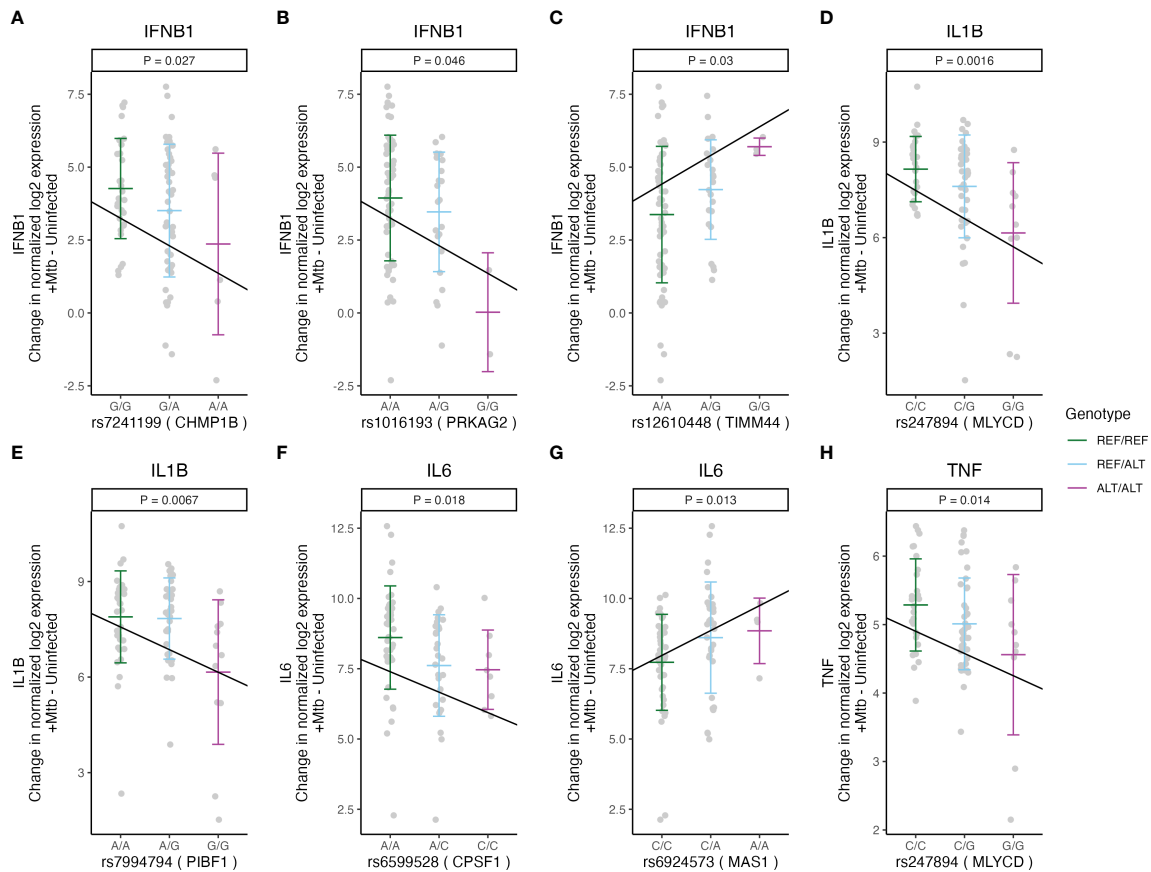 A
IFNB1
P = 0.027
7.5
5.0
2.5
0.0
-2.5
IFNB1
Change in normalized log2 expression
+Mtb - Uninfected
G/G
G/A
A/A
rs7241199 ( CHMP1B )
B
IFNB1
P = 0.046
7.5
5.0
2.5
0.0
-2.5
IFNB1
Change in normalized log2 expression
+Mtb - Uninfected
A/A
A/G
G/G
rs1016193 ( PRKAG2 )
C
IFNB1
P = 0.03
7.5
5.0
2.5
0.0
-2.5
IFNB1
Change in normalized log2 expression
+Mtb - Uninfected
A/A
A/G
G/G
rs12610448 ( TIMM44 )
D
IL1B
P = 0.0016
9
6
3
IL1B
Change in normalized log2 expression
+Mtb - Uninfected
C/C
C/G
G/G
rs247894 ( MLYCD )
Genotype
REF/REF
REF/ALT
ALT/ALT
E
IL1B
P = 0.0067
9
6
3
IL1B
Change in normalized log2 expression
+Mtb - Uninfected
A/A
A/G
G/G
rs7994794 ( PIBF1 )
F
IL6
P = 0.018
12.5
10.0
7.5
5.0
2.5
IL6
Change in normalized log2 expression
+Mtb - Uninfected
A/A
A/C
C/C
rs6599528 ( CPSF1 )
G
IL6
P = 0.013
12.5
10.0
7.5
5.0
2.5
IL6
Change in normalized log2 expression
+Mtb - Uninfected
C/C
C/A
A/A
rs6924573 ( MAS1 )
H
TNF
P = 0.014
6
5
4
3
2
TNF
Change in normalized log2 expression
+Mtb - Uninfected
C/C
C/G
G/G
rs247894 ( MLYCD )